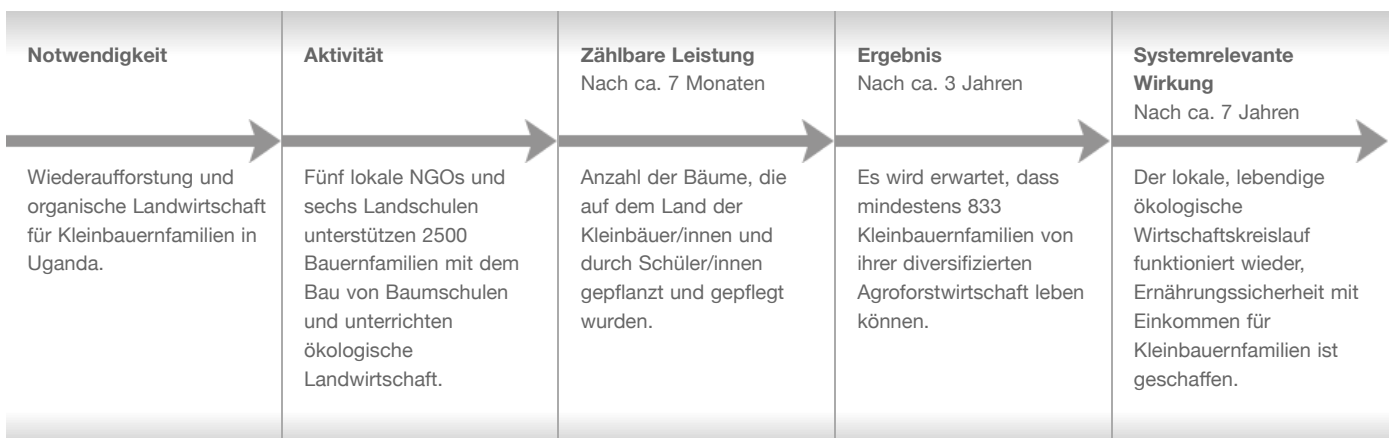 Notwendigkeit
Wiederaufforstung und
organische Landwirtschaft
für Kleinbauernfamilien in
Uganda.
Aktivität
Fünf lokale NGOs und
sechs Landschulen
unterstützen 2500
Bauernfamilien mit dem
Bau von Baumschulen
und unterrichten
ökologische
Landwirtschaft.
Zählbare Leistung
Nach ca. 7 Monaten
Anzahl der Bäume, die
auf dem Land der
Kleinbäuer/innen und
durch Schüler/innen
gepflanzt und gepflegt
wurden.
Ergebnis
Nach ca. 3 Jahren
Es wird erwartet, dass
mindestens 833
Kleinbauernfamilien von
ihrer diversifizierten
Agroforstwirtschaft leben
können.
Systemrelevante
Wirkung
Nach ca. 7 Jahren
Der lokale, lebendige
ökologische
Wirtschaftskreislauf
funktioniert wieder,
Ernährungssicherheit mit
Einkommen für
Kleinbauernfamilien ist
geschaffen.